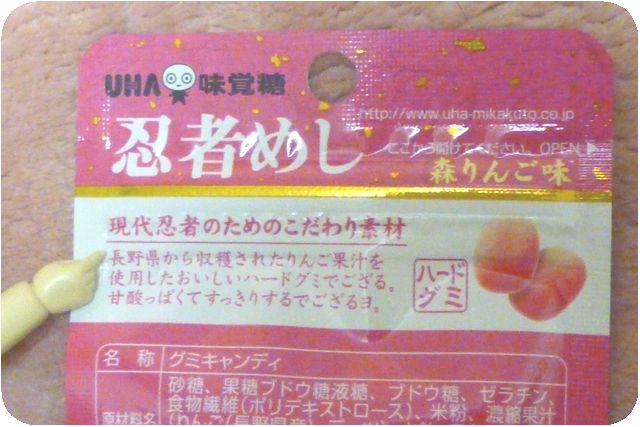 UHA 味覚糖
http://www.uha-mikakuto.co.jp
忍者めし
ここから開けてください。OPEN ▶
森りんご味
現代忍者のためのこだわり素材
長野県から収穫されたりんご果汁を
使用したおいしいハードグミでござる。
甘酸っぱくてすっきりするでござるヨ。
ハード
グミ
名 称 グミキャンディ
砂糖、果糖ブドウ糖液糖、ブドウ糖、ゼラチン、
食物繊維(ポリデキストロース)、米粉、濃縮果汁
原材料名